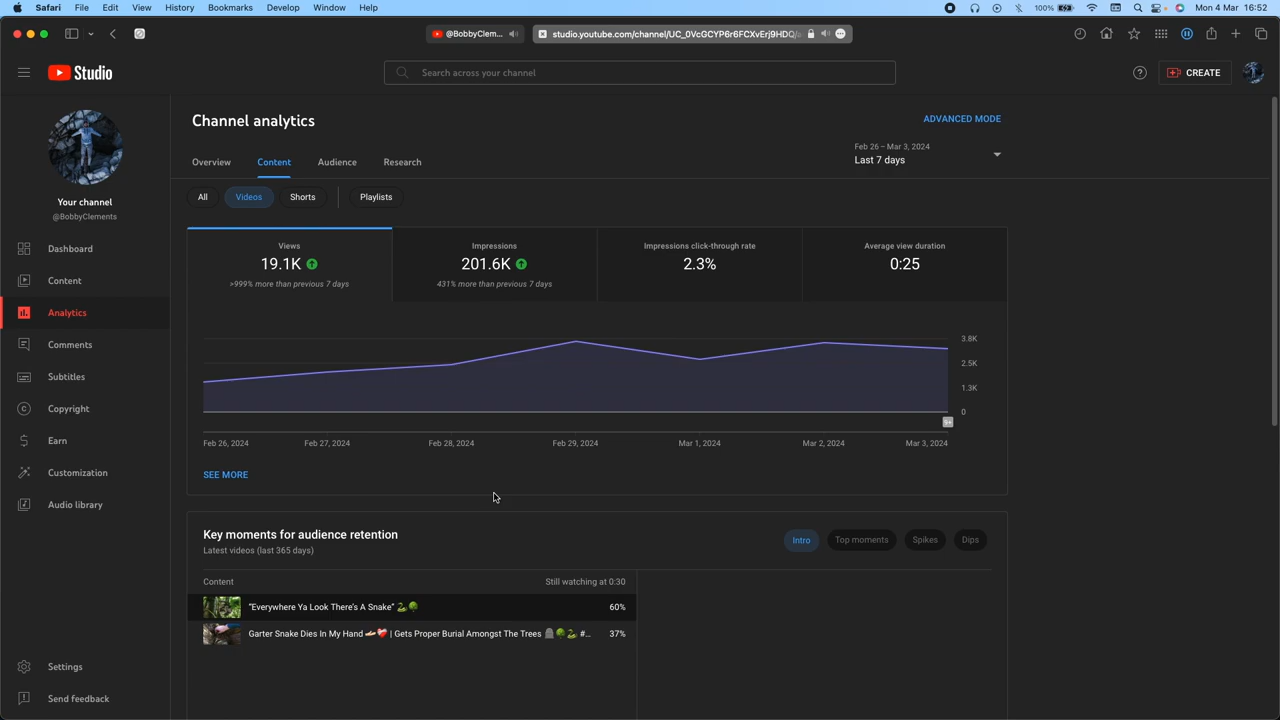 Safari File Edit View History Bookmarks Develop Window Help 100% Mon 4 Mar 16:52
@BobbyClem... studio.youtube.com/channel/UC_0VcGCYP6r6FCXvErj9HDQ/
Studio Search across your channel CREATE
Channel analytics ADVANCED MODE
Feb 26 – Mar 3, 2024
Last 7 days
Overview Content Audience Research
All Videos Shorts Playlists
Your channel
@BobbyClements
Dashboard
Content
Analytics
Comments
Subtitles
Copyright
Earn
Customization
Audio library
Settings
Send feedback
Views Impressions Impressions click-through rate Average view duration
19.1K 201.6K 2.3% 0:25
>999% more than previous 7 days 431% more than previous 7 days
3.8K
2.5K
1.3K
0
9+
Feb 26, 2024 Feb 27, 2024 Feb 28, 2024 Feb 29, 2024 Mar 1, 2024 Mar 2, 2024 Mar 3, 2024
SEE MORE
Key moments for audience retention
Latest videos (last 365 days)
Intro Top moments Spikes Dips
Content Still watching at 0:30
"Everywhere Ya Look There's A Snake" 🐍🌳 60%
Garter Snake Dies In My Hand 🫴❤️‍🩹 | Gets Proper Burial Amongst The Trees 🪦🌳🐍 #... 37%